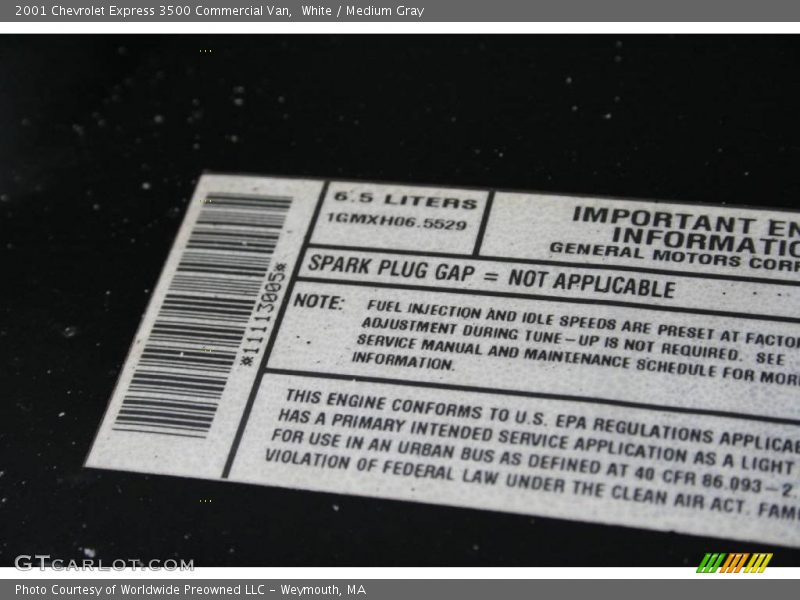 2001 Chevrolet Express 3500 Commercial Van, White / Medium Gray
*11113005*
6.5 LITERS
1GMXH06.5529
IMPORTANT
INFORMATIO
GENERAL MOTORS CORP
SPARK PLUG GAP = NOT APPLICABLE
NOTE: FUEL INJECTION AND IDLE SPEEDS ARE PRESET AT FACTOR
ADJUSTMENT DURING TUNE-UP IS NOT REQUIRED. SEE
SERVICE MANUAL AND MAINTENANCE SCHEDULE FOR MOR
INFORMATION.
THIS ENGINE CONFORMS TO U.S. EPA REGULATIONS APPLICAB
HAS A PRIMARY INTENDED SERVICE APPLICATION AS A LIGHT
FOR USE IN AN URBAN BUS AS DEFINED AT 40 CFR 86.093-2.
VIOLATION OF FEDERAL LAW UNDER THE CLEAN AIR ACT. FAM
GTCARLOT.COM
Photo Courtesy of Worldwide Preowned LLC - Weymouth, MA